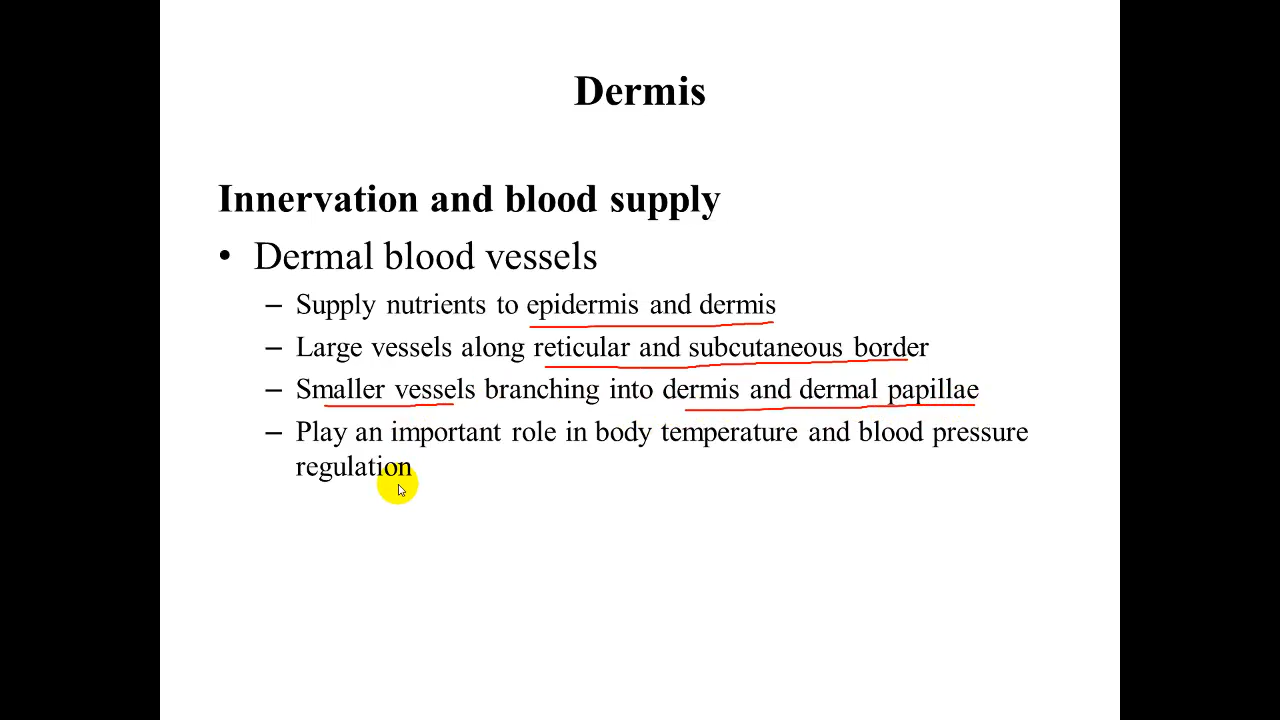 Dermis
Innervation and blood supply
• Dermal blood vessels
– Supply nutrients to epidermis and dermis
– Large vessels along reticular and subcutaneous border
– Smaller vessels branching into dermis and dermal papillae
– Play an important role in body temperature and blood pressure
regulation